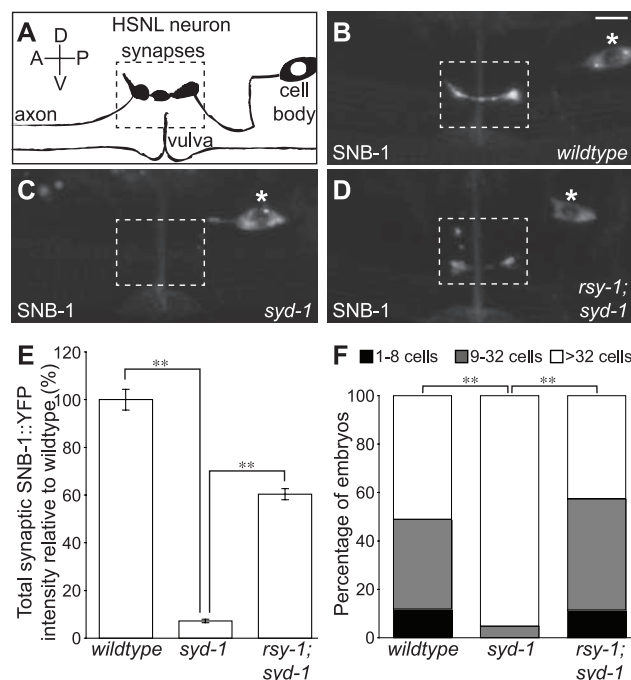 A
HSNL neuron
synapses
D
A
P
V
cell
body
axon
vulva
B
*
SNB-1
wildtype
C
*
SNB-1
syd-1
D
*
SNB-1
rsy-1;
syd-1
E
Total synaptic SNB-1::YFP
intensity relative to wildtype (%)
120
100
80
60
40
20
0
**
**
wildtype
syd-1
rsy-1;
syd-1
F
1-8 cells
9-32 cells
>32 cells
Percentage of embryos
100
80
60
40
20
0
**
**
wildtype
syd-1
rsy-1;
syd-1